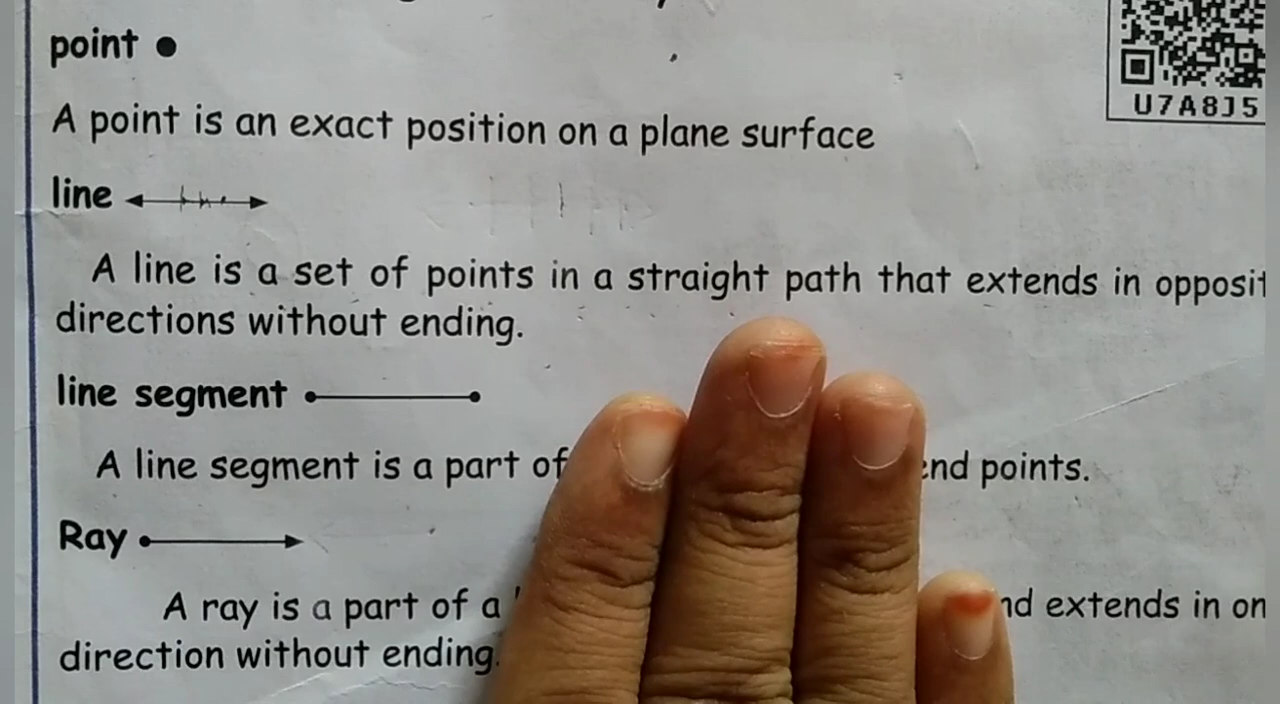 point
U7A8J5
A point is an exact position on a plane surface
line
A line is a set of points in a straight path that extends in opposit
directions without ending.
line segment
A line segment is a part of end points.
Ray
A ray is a part of a nd extends in on
direction without ending.